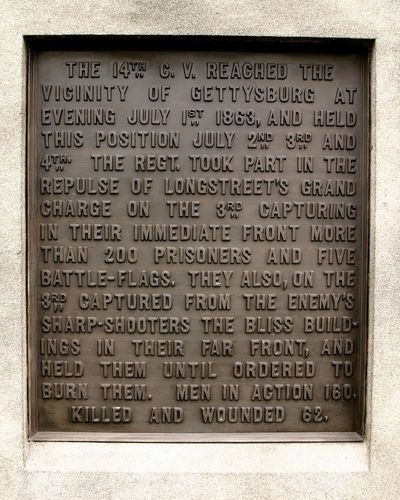 THE 14TH C. V. REACHED THE
VICINITY OF GETTYSBURG AT
EVENING JULY 1ST 1863, AND HELD
THIS POSITION JULY 2ND 3RD AND
4TH. THE REGT. TOOK PART IN THE
REPULSE OF LONGSTREET'S GRAND
CHARGE ON THE 3RD CAPTURING
IN THEIR IMMEDIATE FRONT MORE
THAN 200 PRISONERS AND FIVE
BATTLE-FLAGS. THEY ALSO, ON THE
3RD CAPTURED FROM THE ENEMY'S
SHARP-SHOOTERS THE BLISS BUILD-
INGS IN THEIR FAR FRONT, AND
HELD THEM UNTIL ORDERED TO
BURN THEM. MEN IN ACTION 160.
KILLED AND WOUNDED 62.